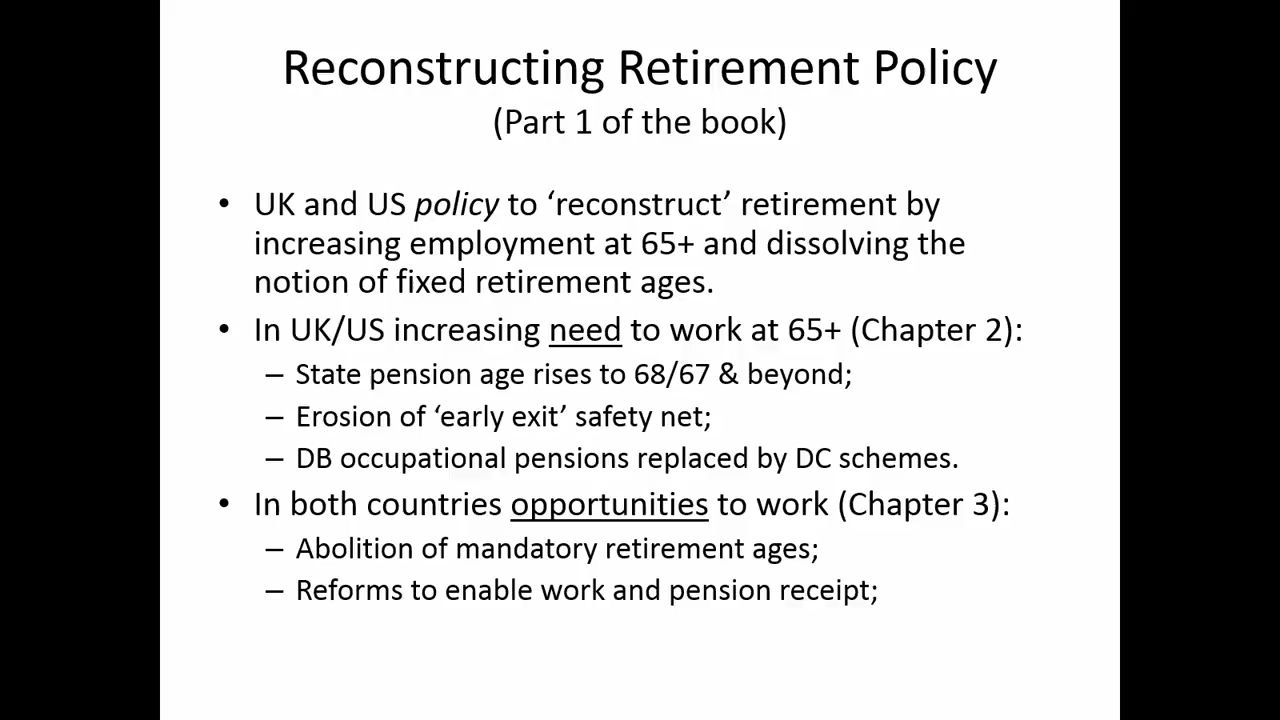 Reconstructing Retirement Policy
(Part 1 of the book)
• UK and US policy to ‘reconstruct’ retirement by
increasing employment at 65+ and dissolving the
notion of fixed retirement ages.
• In UK/US increasing need to work at 65+ (Chapter 2):
– State pension age rises to 68/67 & beyond;
– Erosion of ‘early exit’ safety net;
– DB occupational pensions replaced by DC schemes.
• In both countries opportunities to work (Chapter 3):
– Abolition of mandatory retirement ages;
– Reforms to enable work and pension receipt;